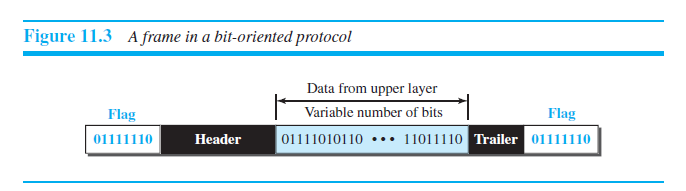 Figure 11.3 A frame in a bit-oriented protocol
Data from upper layer
Flag Variable number of bits Flag
01111110 Header 01111010110 ••• 11011110 Trailer 01111110